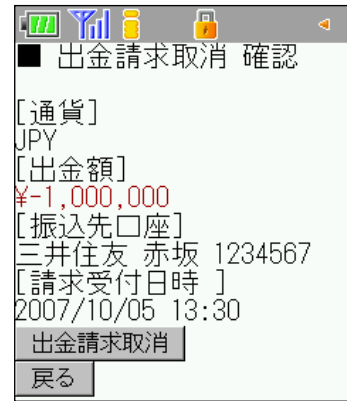 ■ 出金請求取消 確認
[通貨]
JPY
[出金額]
¥-1,000,000
[振込先口座]
三井住友 赤坂 1234567
[請求受付日時 ]
2007/10/05 13:30
出金請求取消
戻る